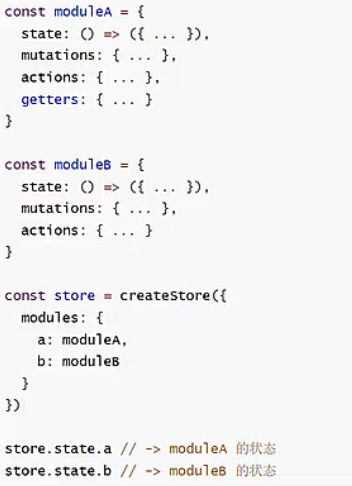 const moduleA = {
  state: () => ({ ... }),
  mutations: { ... },
  actions: { ... },
  getters: { ... }
}

const moduleB = {
  state: () => ({ ... }),
  mutations: { ... },
  actions: { ... }
}

const store = createStore({
  modules: {
    a: moduleA,
    b: moduleB
  }
})

store.state.a // -> moduleA 的状态
store.state.b // -> moduleB 的状态